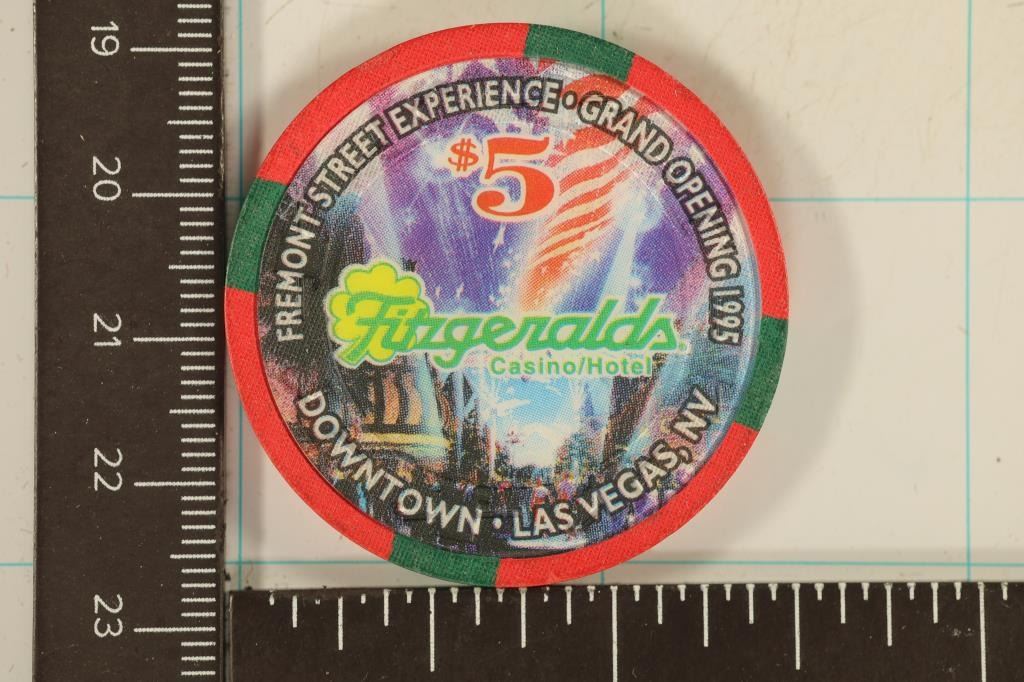 FREMONT STREET EXPERIENCE • GRAND OPENING 1995
$5
Fitzgeralds
Casino/Hotel
DOWNTOWN • LAS VEGAS, NV
19
20
21
22
23